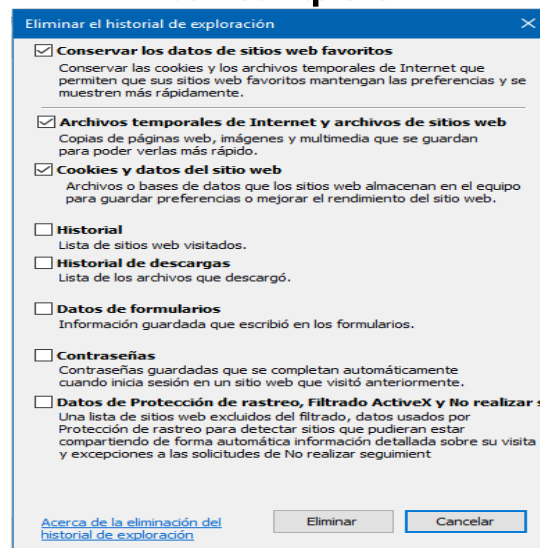 Eliminar el historial de exploración
Conservar los datos de sitios web favoritos
Conservar las cookies y los archivos temporales de Internet que
permiten que sus sitios web favoritos mantengan las preferencias y se
muestren más rápidamente.
Archivos temporales de Internet y archivos de sitios web
Copias de páginas web, imágenes y multimedia que se guardan
para poder verlas más rápido.
Cookies y datos del sitio web
Archivos o bases de datos que los sitios web almacenan en el equipo
para guardar preferencias o mejorar el rendimiento del sitio web.
Historial
Lista de sitios web visitados.
Historial de descargas
Lista de los archivos que descargó.
Datos de formularios
Información guardada que escribió en los formularios.
Contraseñas
Contraseñas guardadas que se completan automáticamente
cuando inicia sesión en un sitio web que visitó anteriormente.
Datos de Protección de rastreo, Filtrado ActiveX y No realizar s
Una lista de sitios web excluidos del filtrado, datos usados por
Protección de rastreo para detectar sitios que pudieran estar
compartiendo de forma automática información detallada sobre su visita
y excepciones a las solicitudes de No realizar seguimient
Acerca de la eliminación del
historial de exploración
Eliminar
Cancelar